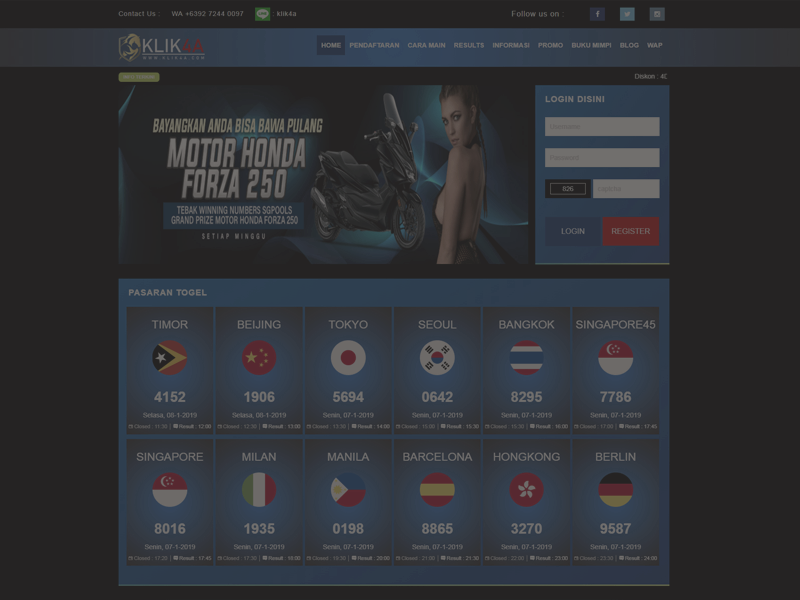 Contact Us : WA +6392 7244 0097 : klik4a Follow us on :
KLIK4A
WWW.KLIK4A.COM
HOME PENDAFTARAN CARA MAIN RESULTS INFORMASI PROMO BUKU MIMPI BLOG WAP
Diskon : 4D
BAYANGKAN ANDA BISA BAWA PULANG
MOTOR HONDA
FORZA 250
TEBAK WINNING NUMBERS SGPOOLS
GRAND PRIZE MOTOR HONDA FORZA 250
SETIAP MINGGU
LOGIN DISINI
Username
Password
826 Captcha
LOGIN REGISTER
PASARAN TOGEL
TIMOR BEIJING TOKYO SEOUL BANGKOK SINGAPORE45
4152 1906 5694 0642 8295 7786
Selasa, 08-1-2019 Selasa, 08-1-2019 Senin, 07-1-2019 Senin, 07-1-2019 Senin, 07-1-2019 Senin, 07-1-2019
Closed : 11:30 | Result : 12:00 Closed : 12:30 | Result : 13:00 Closed : 13:30 | Result : 14:00 Closed : 15:00 | Result : 15:30 Closed : 15:30 | Result : 16:00 Closed : 17:20 | Result : 17:45
SINGAPORE MILAN MANILA BARCELONA HONGKONG BERLIN
8016 1935 0198 8865 3270 9587
Senin, 07-1-2019 Senin, 07-1-2019 Senin, 07-1-2019 Senin, 07-1-2019 Senin, 07-1-2019 Senin, 07-1-2019
Closed : 17:20 | Result : 17:45 Closed : 17:30 | Result : 18:00 Closed : 19:30 | Result : 20:00 Closed : 21:00 | Result : 21:30 Closed : 22:00 | Result : 23:00 Closed : 23:30 | Result : 24:00